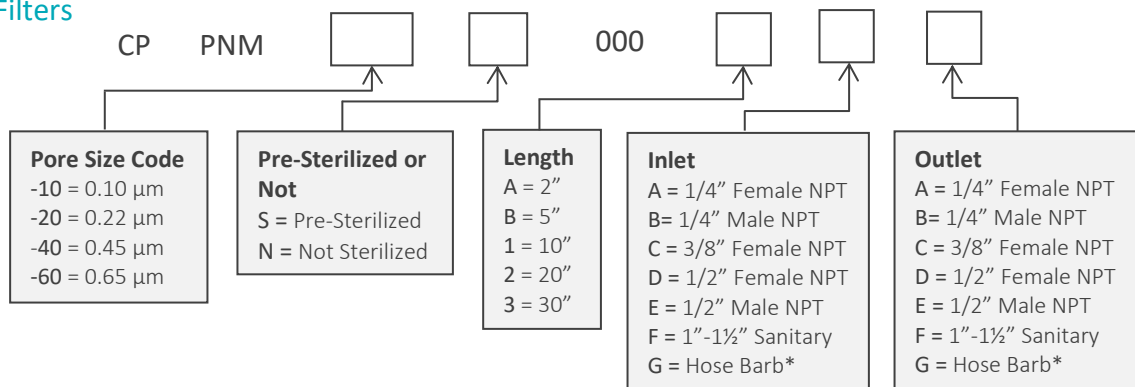 Filters
CP PNM 000
Pore Size Code
-10 = 0.10 µm
-20 = 0.22 µm
-40 = 0.45 µm
-60 = 0.65 µm
Pre-Sterilized or
Not
S = Pre-Sterilized
N = Not Sterilized
Length
A = 2”
B = 5”
1 = 10”
2 = 20”
3 = 30”
Inlet
A = 1/4” Female NPT
B= 1/4” Male NPT
C = 3/8” Female NPT
D = 1/2” Female NPT
E = 1/2” Male NPT
F = 1”-1½” Sanitary
G = Hose Barb*
Outlet
A = 1/4” Female NPT
B= 1/4” Male NPT
C = 3/8” Female NPT
D = 1/2” Female NPT
E = 1/2” Male NPT
F = 1”-1½” Sanitary
G = Hose Barb*